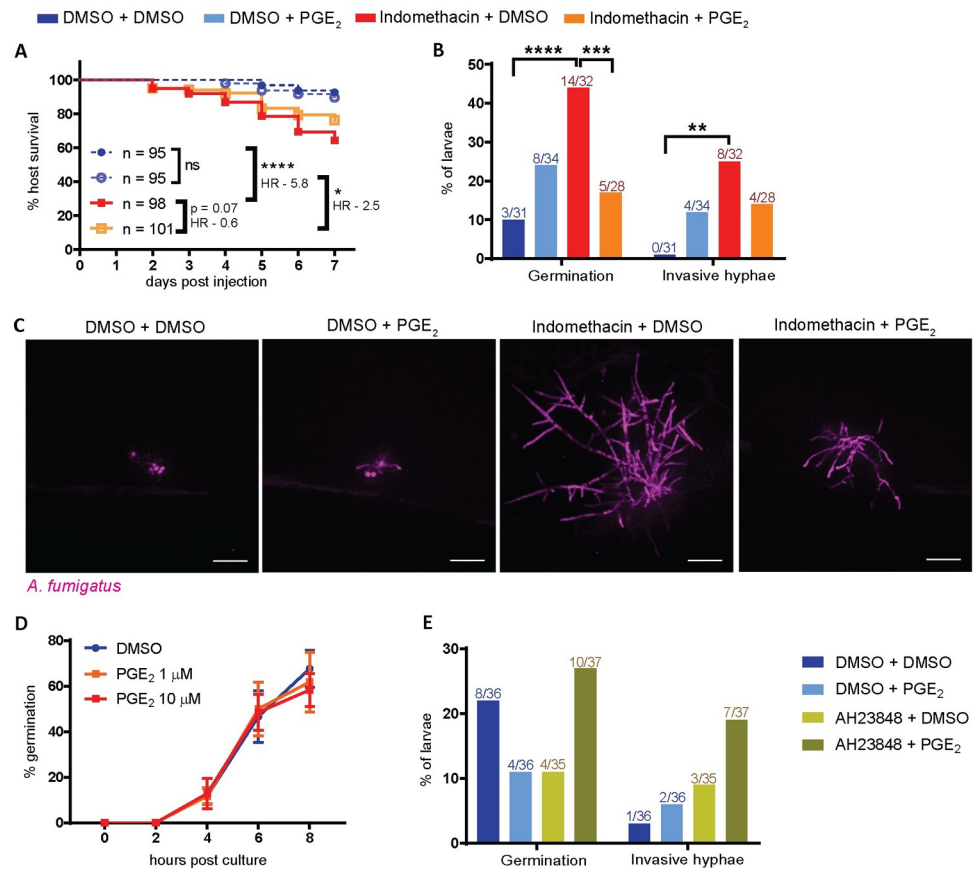 DMSO + DMSO DMSO + PGE2 Indomethacin + DMSO Indomethacin + PGE2
A
% host survival
100
80
60
40
20
0
n = 95
n = 95
n = 98
n = 101
ns
p = 0.07
HR - 0.6
****
HR - 5.8
*
HR - 2.5
0 1 2 3 4 5 6 7
days post injection
B
% of larvae
50
40
30
20
10
0
**** ***
**
3/31 8/34 14/32 5/28
0/31 4/34 8/32 4/28
Germination Invasive hyphae
C
DMSO + DMSO DMSO + PGE2 Indomethacin + DMSO Indomethacin + PGE2
A. fumigatus
D
% germination
80
60
40
20
0
DMSO
PGE2 1 µM
PGE2 10 µM
0 2 4 6 8
hours post culture
E
% of larvae
30
20
10
0
8/36 4/36 4/35 10/37
1/36 2/36 3/35 7/37
Germination Invasive hyphae
DMSO + DMSO
DMSO + PGE2
AH23848 + DMSO
AH23848 + PGE2